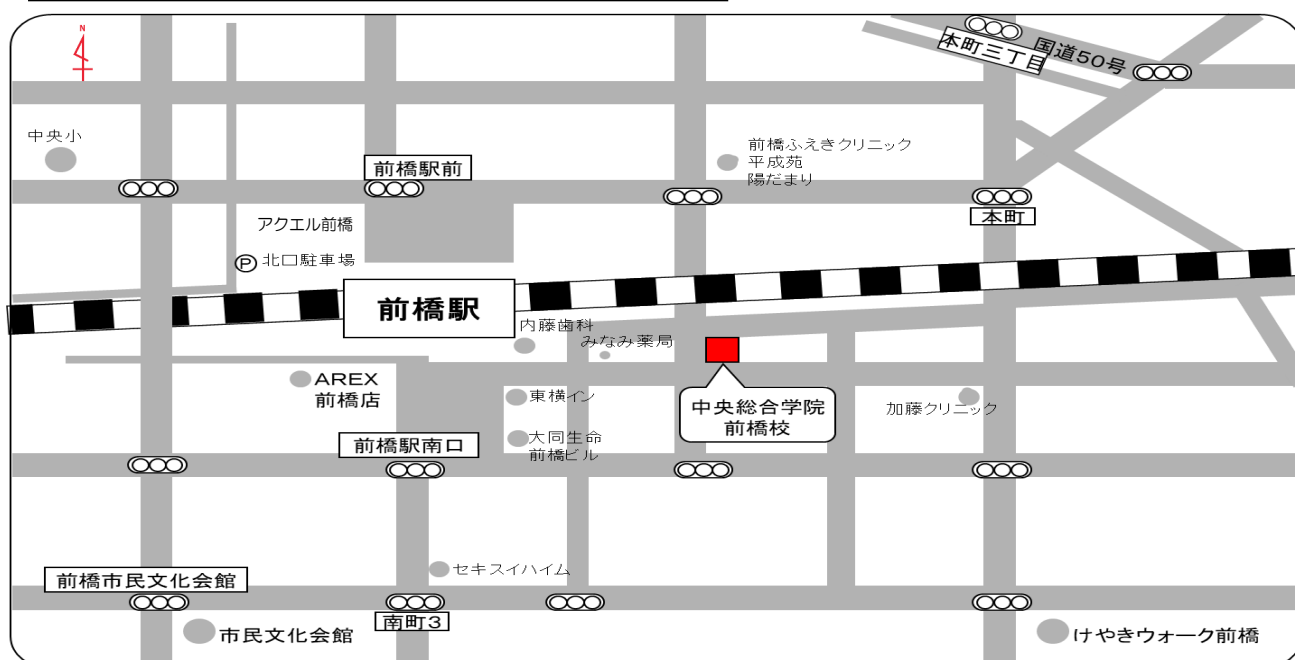 N
本町三丁目
国道50号
中央小
前橋駅前
前橋ふえきクリニック
平成苑
陽だまり
本町
アクエル前橋
P 北口駐車場
前橋駅
内藤歯科
みなみ薬局
AREX
前橋店
東横イン
中央総合学院
前橋校
加藤クリニック
前橋駅南口
大同生命
前橋ビル
セキスイハイム
前橋市民文化会館
南町3
市民文化会館
けやきウォーク前橋